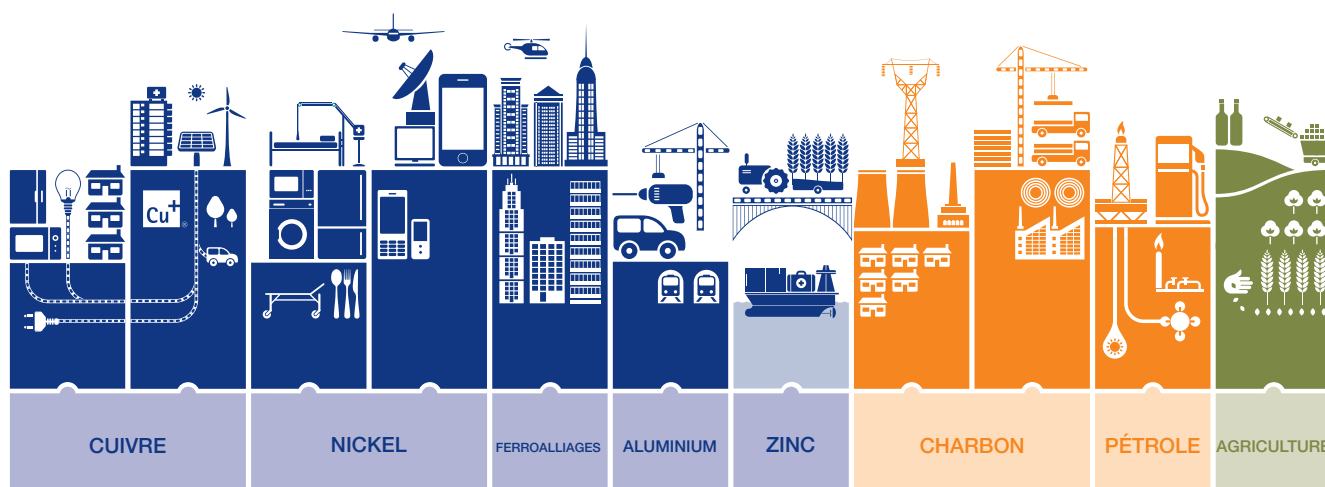 Cu+
®
CUIVRE
NICKEL
FERROALLIAGES
ALUMINIUM
ZINC
CHARBON
PÉTROLE
AGRICULTURE